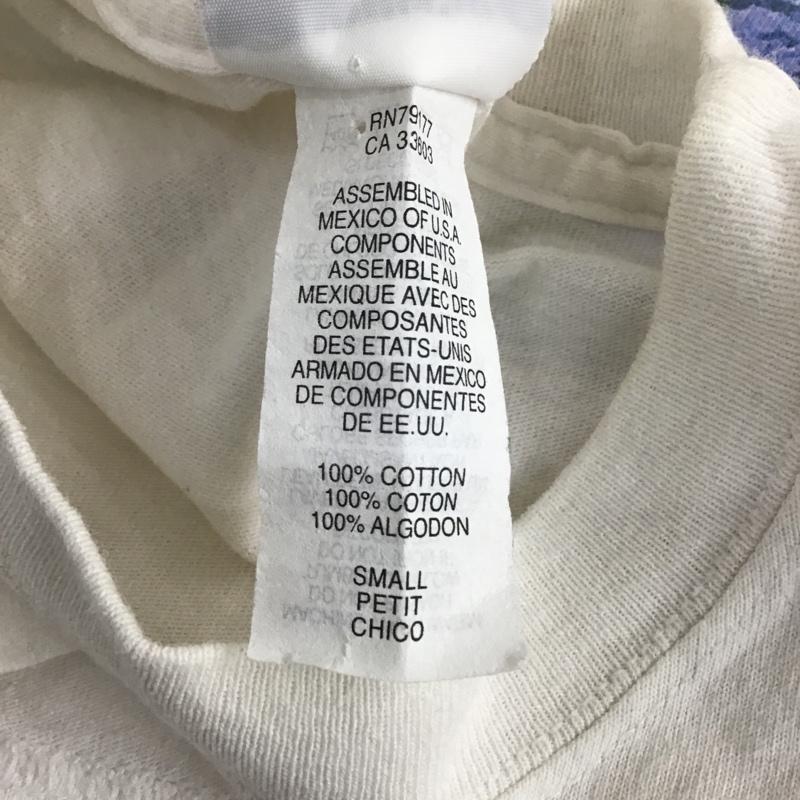 RN79177
CA 33603
ASSEMBLED IN
MEXICO OF U.S.A.
COMPONENTS
ASSEMBLE AU
MEXIQUE AVEC DES
COMPOSANTES
DES ETATS-UNIS
ARMADO EN MEXICO
DE COMPONENTES
DE EE.UU.
100% COTTON
100% COTON
100% ALGODON
SMALL
PETIT
CHICO